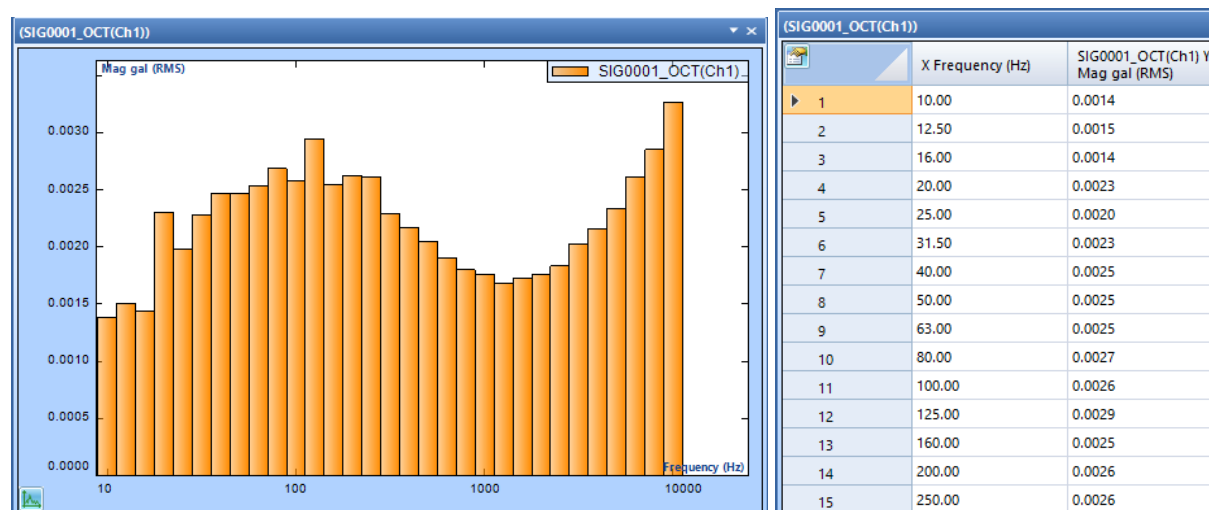 (SIG0001_OCT(Ch1))
Mag gal (RMS)
SIG0001_OCT(Ch1)
0.0030
0.0025
0.0020
0.0015
0.0010
0.0005
0.0000
Frequency (Hz)
10 100 1000 10000
(SIG0001_OCT(Ch1))
X Frequency (Hz) SIG0001_OCT(Ch1) Y
Mag gal (RMS)
1 10.00 0.0014
2 12.50 0.0015
3 16.00 0.0014
4 20.00 0.0023
5 25.00 0.0020
6 31.50 0.0023
7 40.00 0.0025
8 50.00 0.0025
9 63.00 0.0025
10 80.00 0.0027
11 100.00 0.0026
12 125.00 0.0029
13 160.00 0.0025
14 200.00 0.0026
15 250.00 0.0026